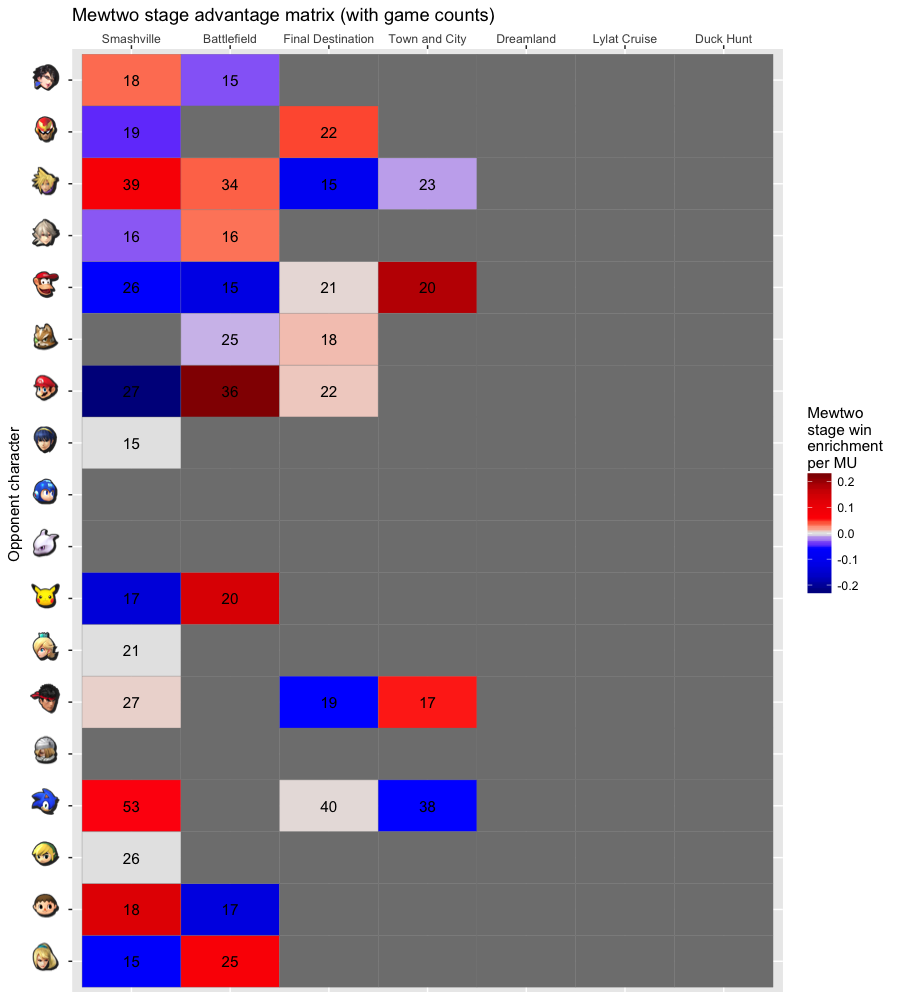 Mewtwo stage advantage matrix (with game counts)
Smashville Battlefield Final Destination Town and City Dreamland Lylat Cruise Duck Hunt
18 15
19 22
39 34 15 23
16 16
26 15 21 20
25 18
27 36 22
15
17 20
21
27 19 17
53 40 38
26
18 17
15 25
Opponent character
Mewtwo
stage win
enrichment
per MU
0.2
0.1
0.0
-0.1
-0.2